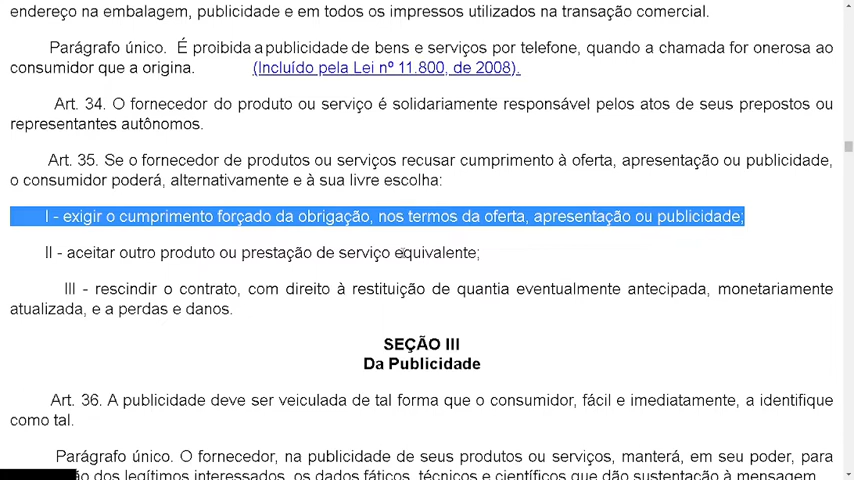 endereço na embalagem, publicidade e em todos os impressos utilizados na transação comercial.
Parágrafo único. É proibida a publicidade de bens e serviços por telefone, quando a chamada for onerosa ao
consumidor que a origina. (Incluído pela Lei nº 11.800, de 2008).
Art. 34. O fornecedor do produto ou serviço é solidariamente responsável pelos atos de seus prepostos ou
representantes autônomos.
Art. 35. Se o fornecedor de produtos ou serviços recusar cumprimento à oferta, apresentação ou publicidade,
o consumidor poderá, alternativamente e à sua livre escolha:
I - exigir o cumprimento forçado da obrigação, nos termos da oferta, apresentação ou publicidade;
II - aceitar outro produto ou prestação de serviço equivalente;
III - rescindir o contrato, com direito à restituição de quantia eventualmente antecipada, monetariamente
atualizada, e a perdas e danos.
SEÇÃO III
Da Publicidade
Art. 36. A publicidade deve ser veiculada de tal forma que o consumidor, fácil e imediatamente, a identifique
como tal.
Parágrafo único. O fornecedor, na publicidade de seus produtos ou serviços, manterá, em seu poder, para
dos legítimos interessados, os dados fáticos, técnicos e científicos que dão sustentação à mensagem.